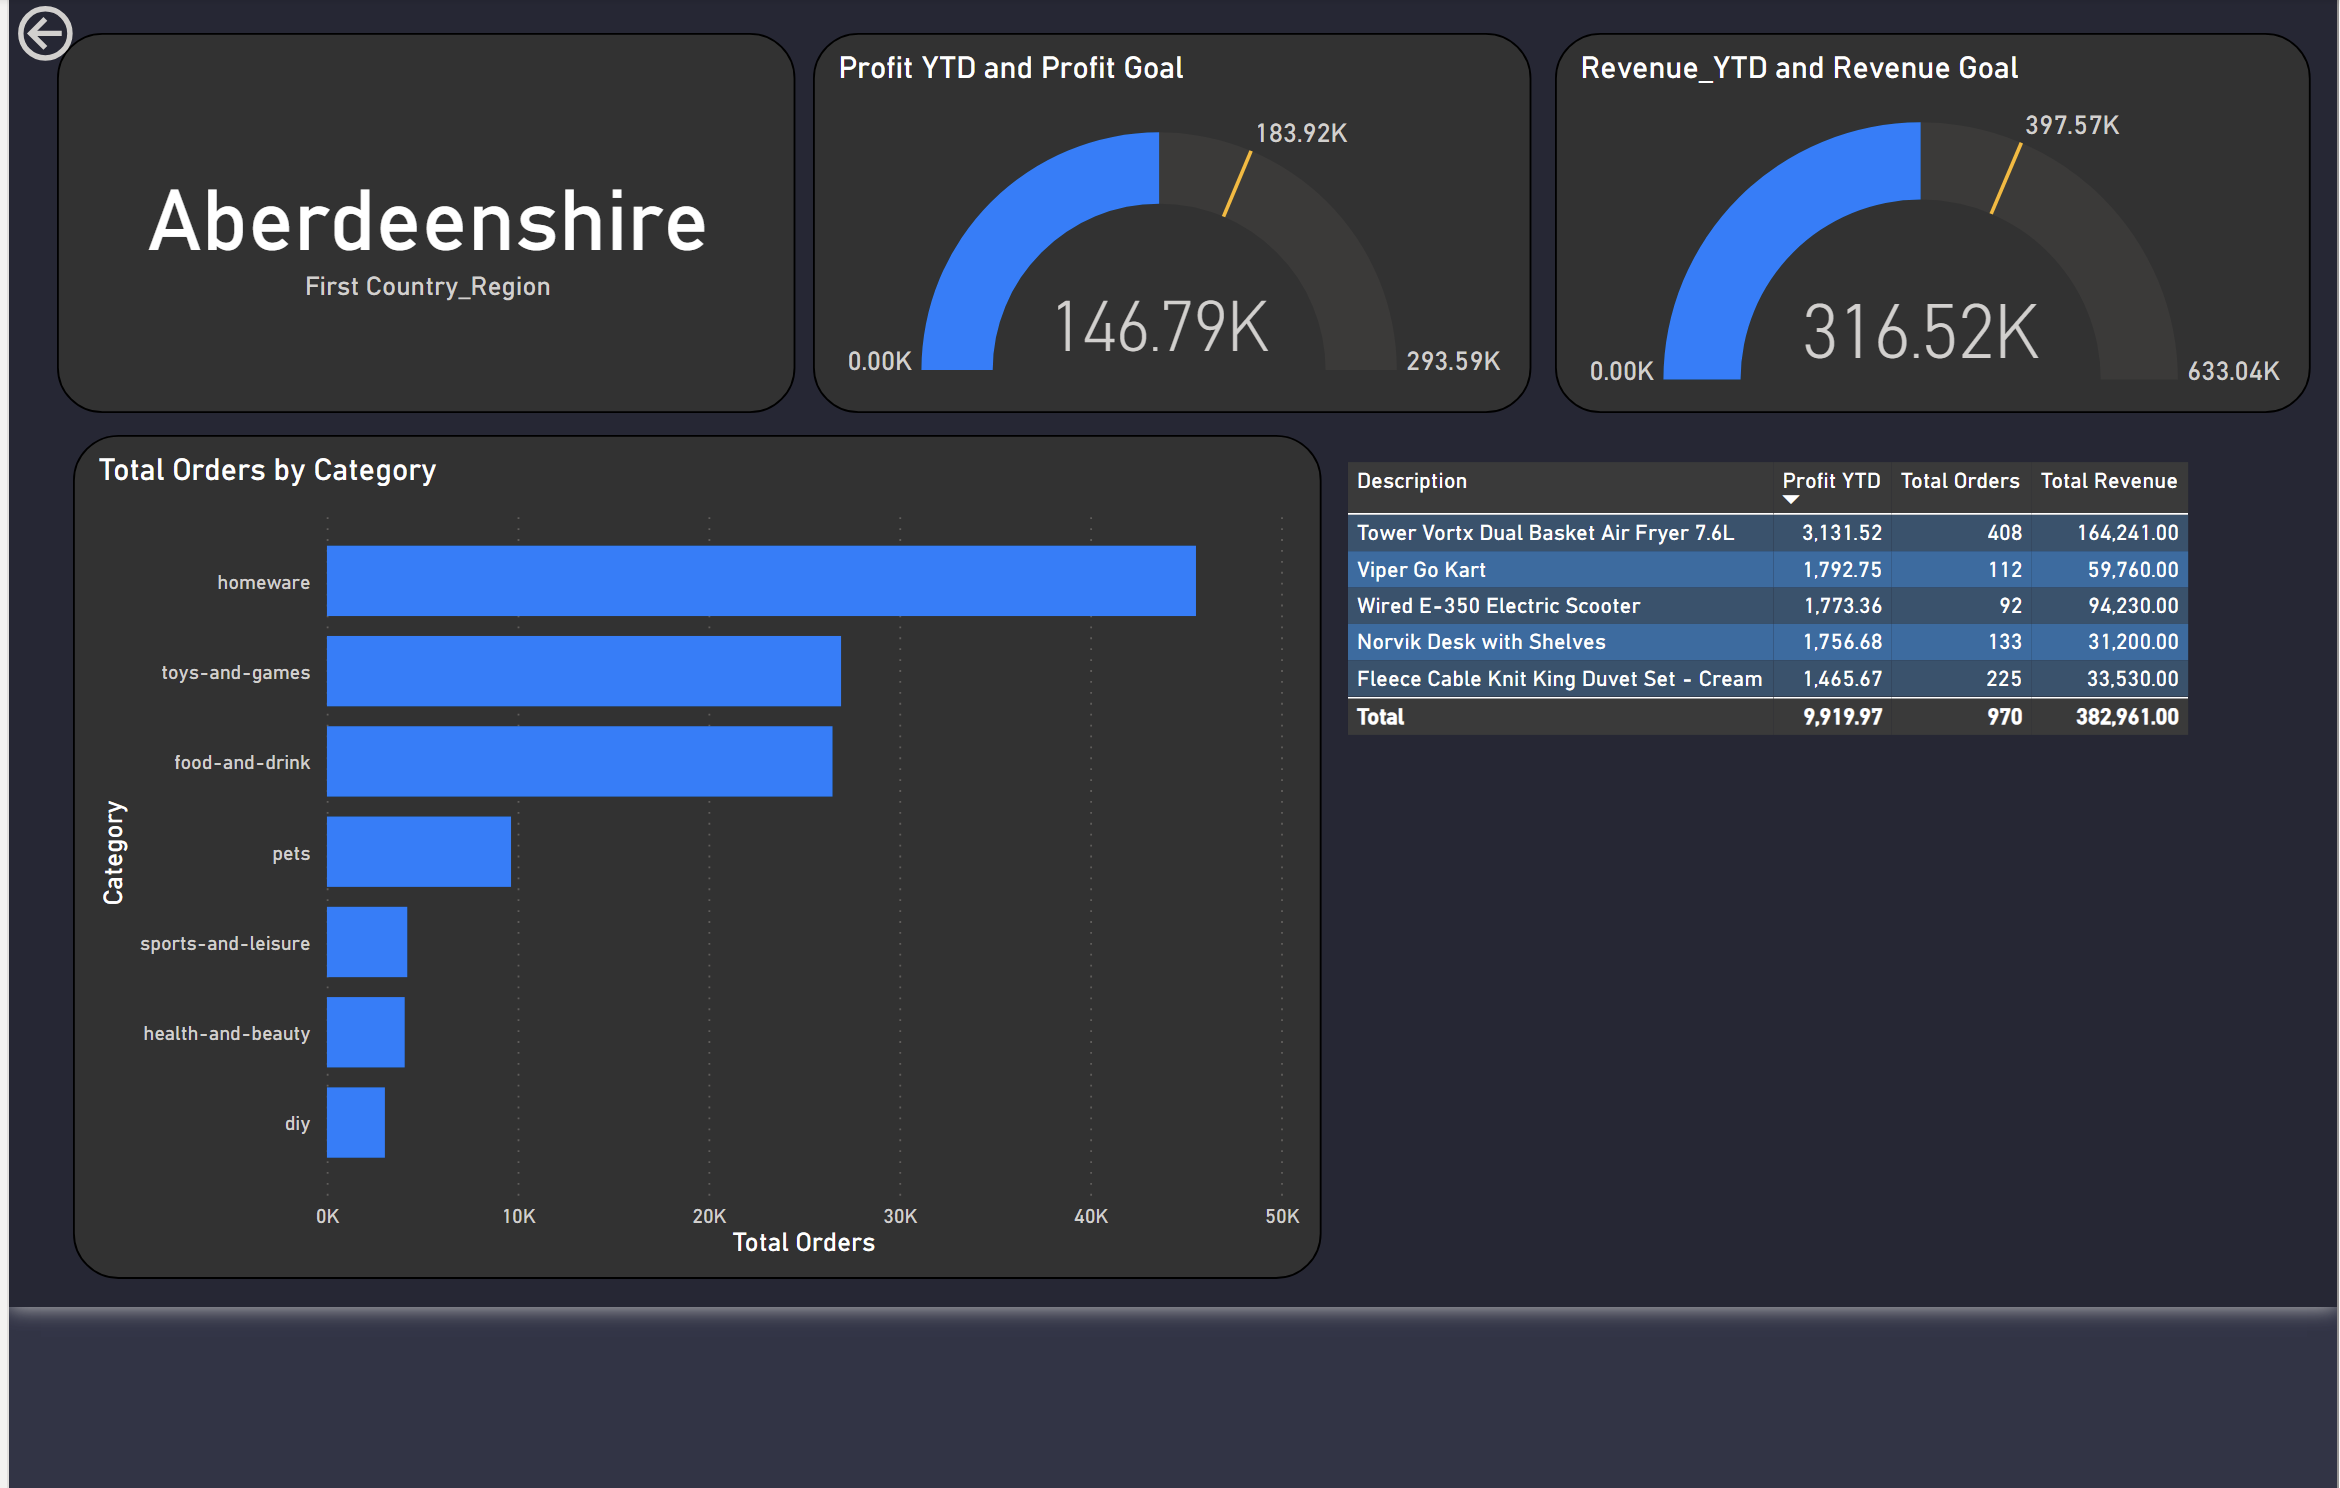 Aberdeenshire
First Country_Region
Profit YTD and Profit Goal
183.92K
146.79K
0.00K
293.59K
Revenue_YTD and Revenue Goal
397.57K
316.52K
0.00K
633.04K
Total Orders by Category
Category
homeware
toys-and-games
food-and-drink
pets
sports-and-leisure
health-and-beauty
diy
0K 10K 20K 30K 40K 50K
Total Orders
Description Profit YTD Total Orders Total Revenue
Tower Vortx Dual Basket Air Fryer 7.6L 3,131.52 408 164,241.00
Viper Go Kart 1,792.75 112 59,760.00
Wired E-350 Electric Scooter 1,773.36 92 94,230.00
Norvik Desk with Shelves 1,756.68 133 31,200.00
Fleece Cable Knit King Duvet Set - Cream 1,465.67 225 33,530.00
Total 9,919.97 970 382,961.00